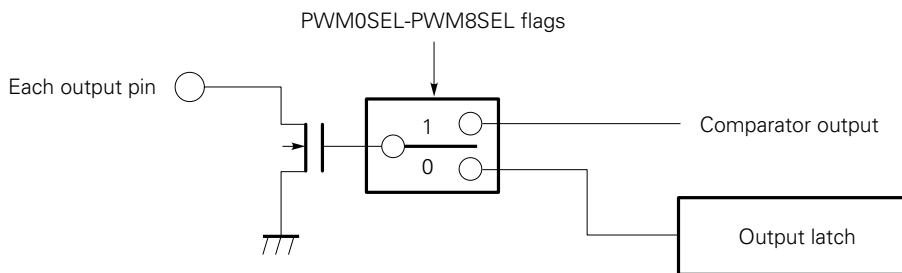 PWM0SEL-PWM8SEL flags
Each output pin
1
Comparator output
0
Output latch